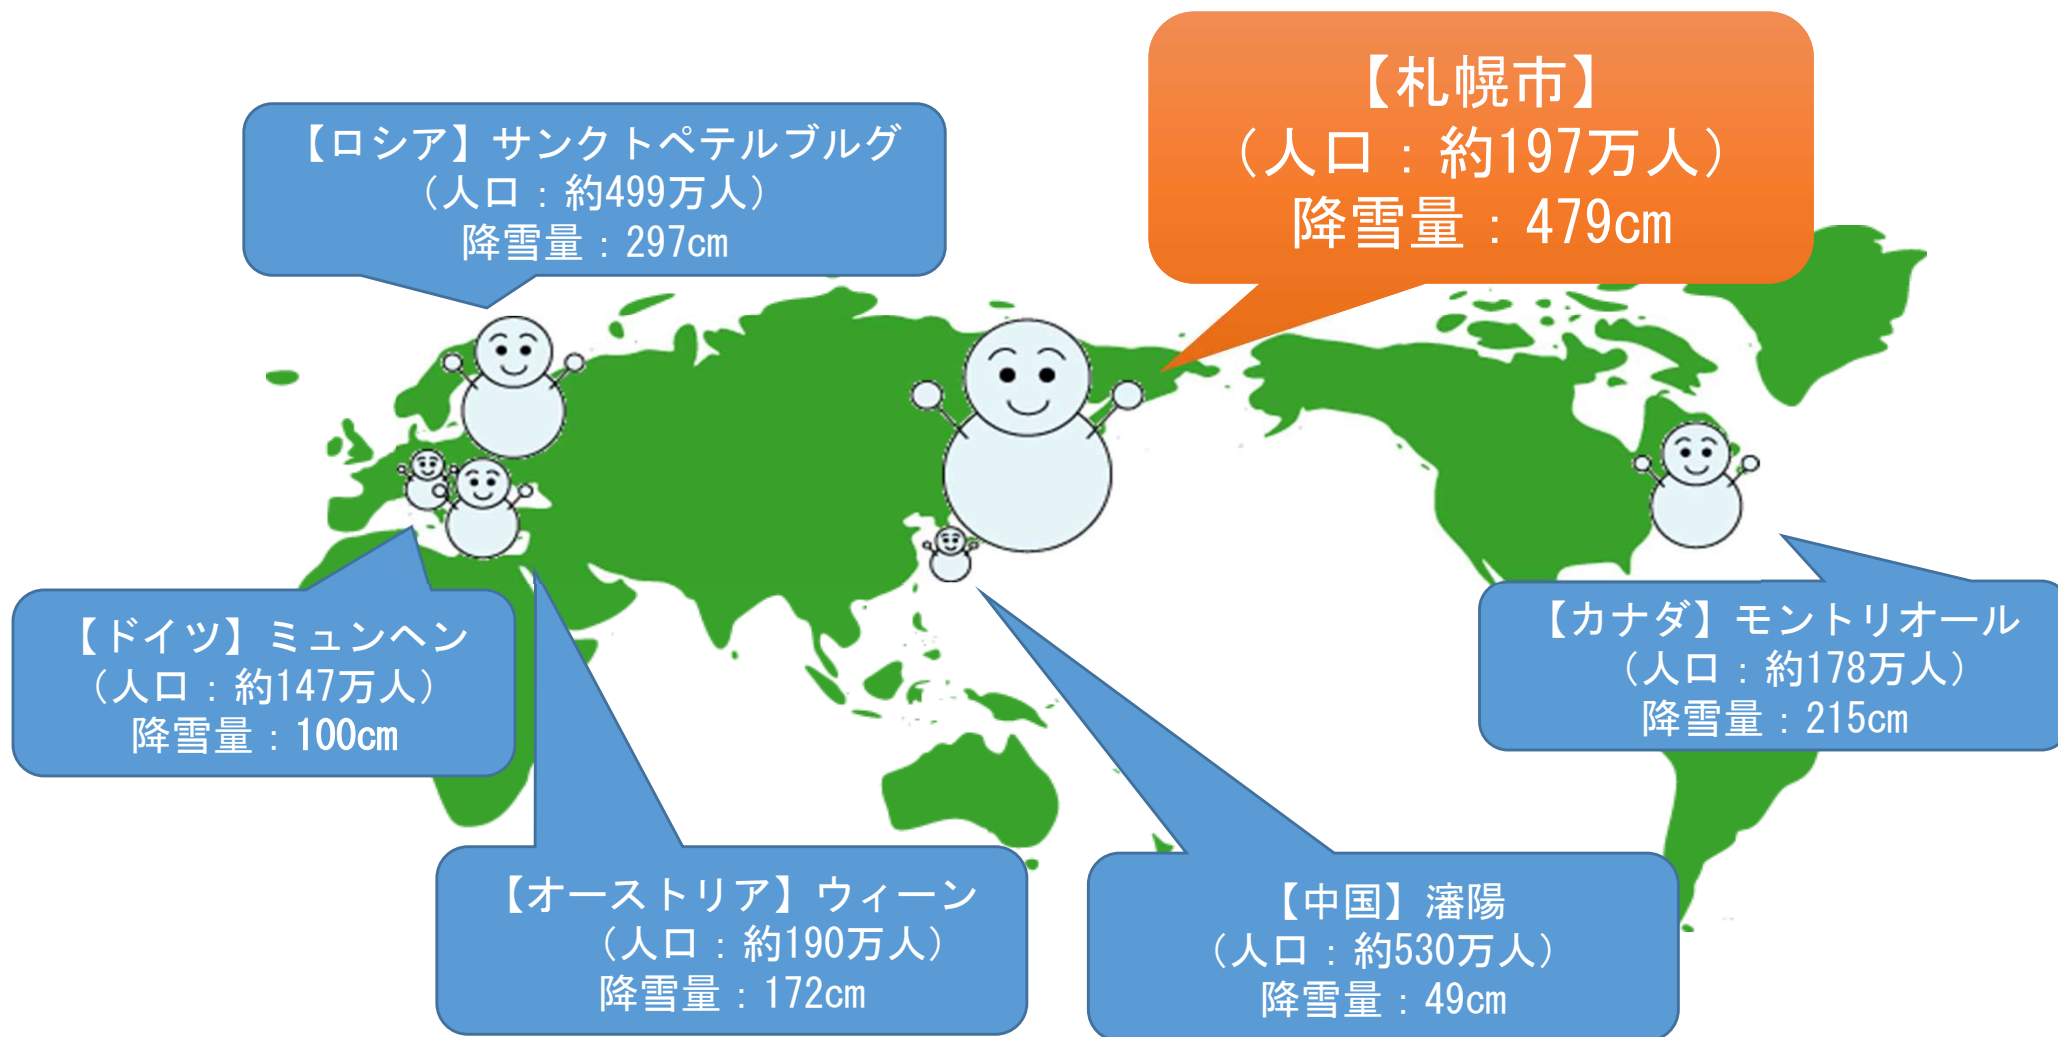 【札幌市】
（人口：約197万人）
降雪量：479cm
【ロシア】サンクトペテルブルグ
（人口：約499万人）
降雪量：297cm
【ドイツ】ミュンヘン
（人口：約147万人）
降雪量：100cm
【カナダ】モントリオール
（人口：約178万人）
降雪量：215cm
【オーストリア】ウィーン
（人口：約190万人）
降雪量：172cm
【中国】瀋陽
（人口：約530万人）
降雪量：49cm